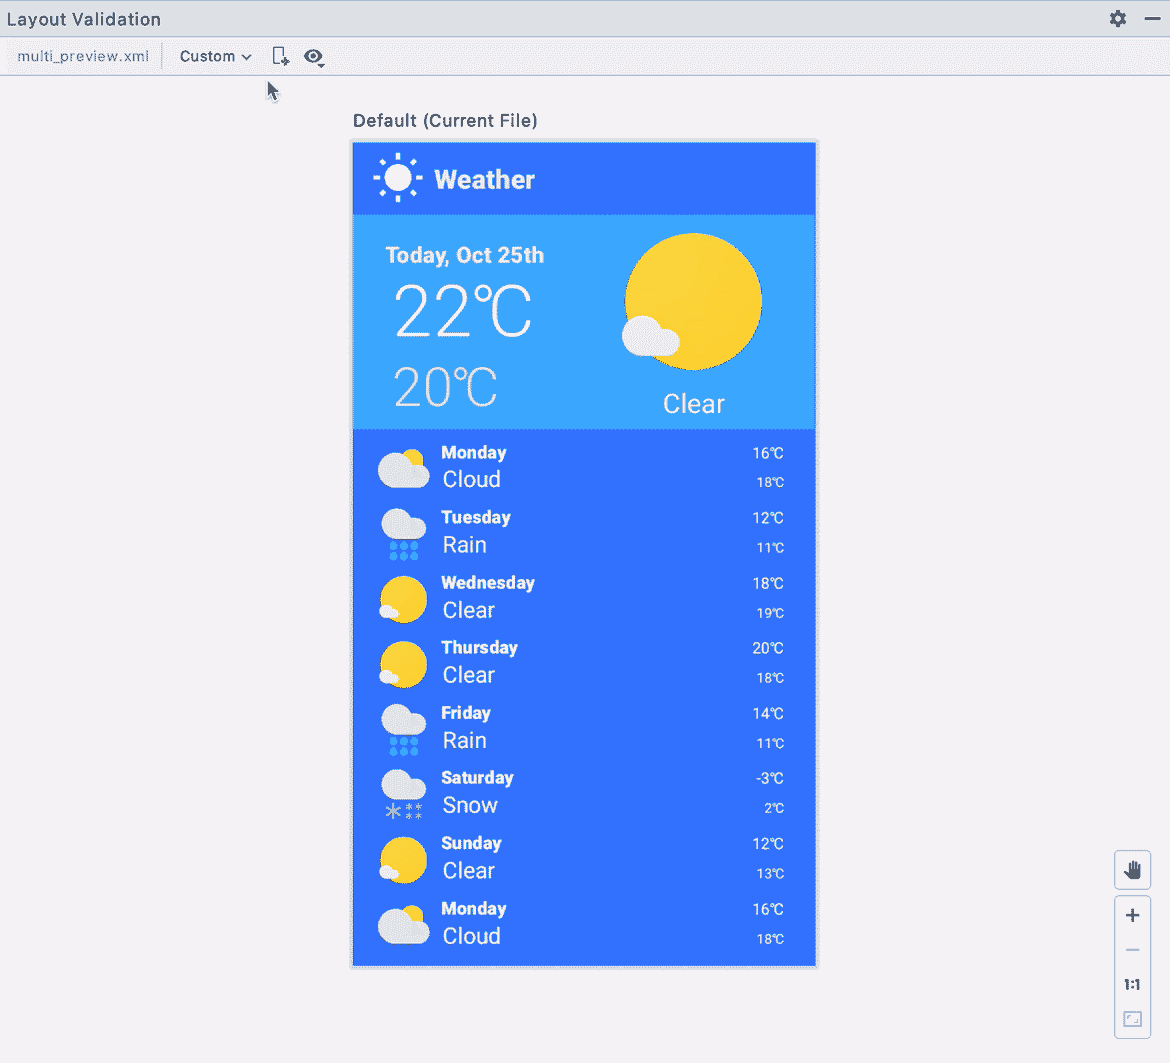 Layout Validation
multi_preview.xml Custom
Default (Current File)
Weather
Today, Oct 25th
22℃
20℃
Clear
Monday 16℃
Cloud 18℃
Tuesday 12℃
Rain 11℃
Wednesday 18℃
Clear 19℃
Thursday 20℃
Clear 18℃
Friday 14℃
Rain 11℃
Saturday -3℃
Snow 2℃
Sunday 12℃
Clear 13℃
Monday 16℃
Cloud 18℃
1:1